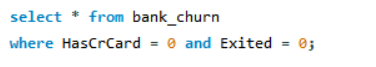 select * from bank_churn
where HasCrCard = 0 and Exited = 0;